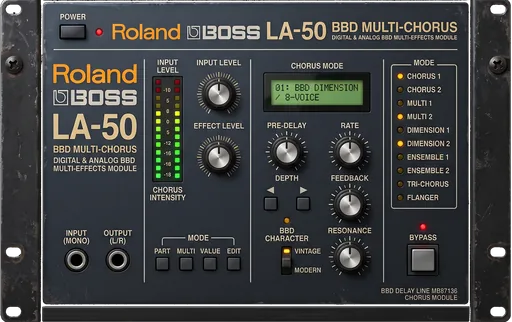 POWER
Roland BOSS LA-50 BBD MULTI-CHORUS
DIGITAL & ANALOG BBD MULTI-EFFECTS MODULE
Roland
BOSS
LA-50
BBD MULTI-CHORUS
DIGITAL & ANALOG BBD
MULTI-EFFECTS MODULE
INPUT
(MONO)
OUTPUT
(L/R)
INPUT
LEVEL
CHORUS
INTENSITY
INPUT LEVEL
EFFECT LEVEL
MODE
PART
MULTI
VALUE
EDIT
CHORUS MODE
01: BBD DIMENSION
/ 8-VOICE
PRE-DELAY
RATE
DEPTH
FEEDBACK
◀ ▶
BBD
CHARACTER
VINTAGE
MODERN
RESONANCE
MODE
CHORUS 1
CHORUS 2
MULTI 1
MULTI 2
DIMENSION 1
DIMENSION 2
ENSEMBLE 1
ENSEMBLE 2
TRI-CHORUS
FLANGER
BYPASS
BBD DELAY LINE MB87136
CHORUS MODULE